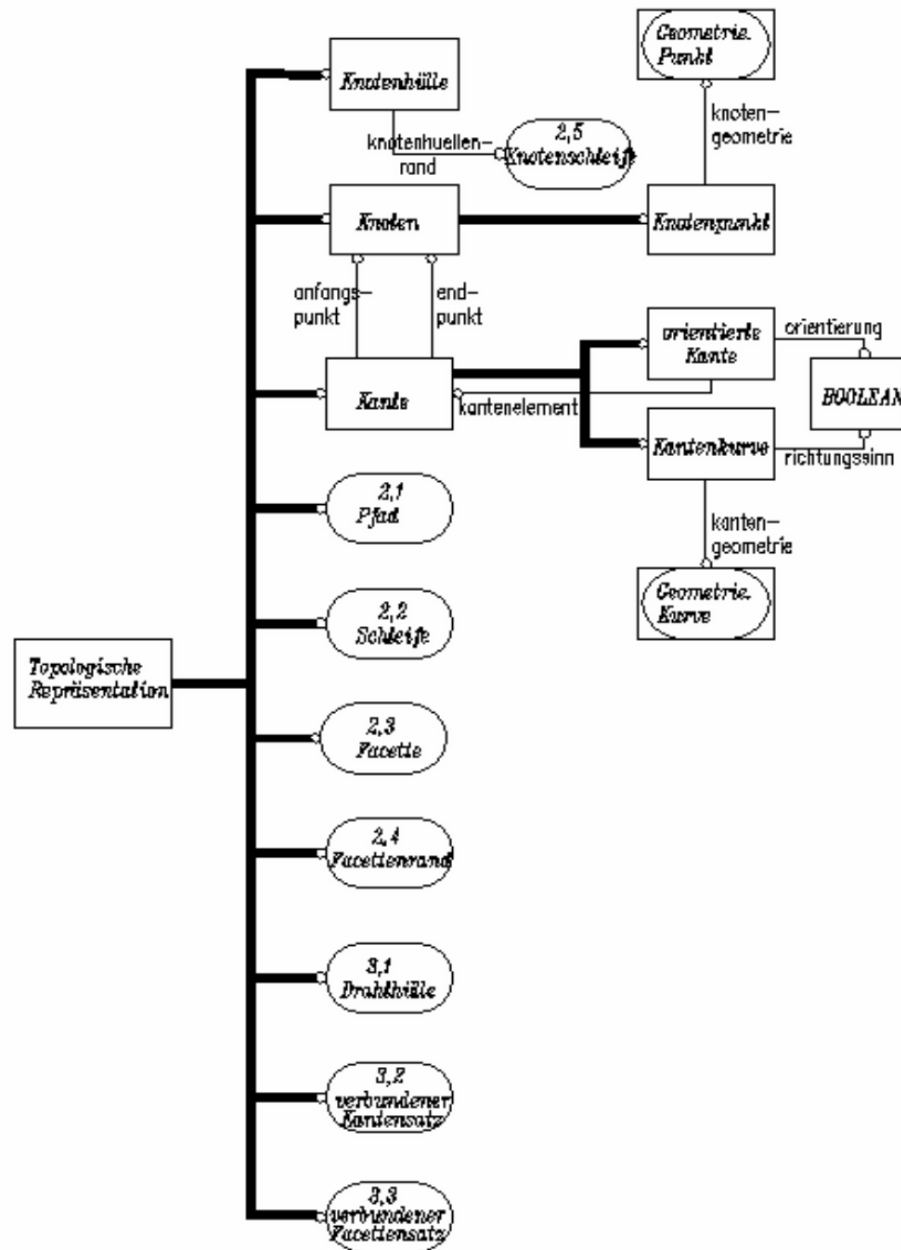 Geometrie.
Punkt
Knotenhülle
knoten-
geometrie
knotenhuellen-
rand
2,5
Knotenschleife
Knoten
Knotenpunkt
anfangs-
punkt
end-
punkt
orientierte
Kante
orientierung
Kante
kantenelement
BOOLEAN
Kantenkurve
richtungssinn
2,1
Pfad
kanten-
geometrie
Geometrie.
Kurve
2,2
Schleife
Topologische
Repräsentation
2,3
Facette
2,4
Facettenrand
3,1
Drahthülle
3,2
verbundener
Kantensatz
3,3
verbundener
Facettensatz